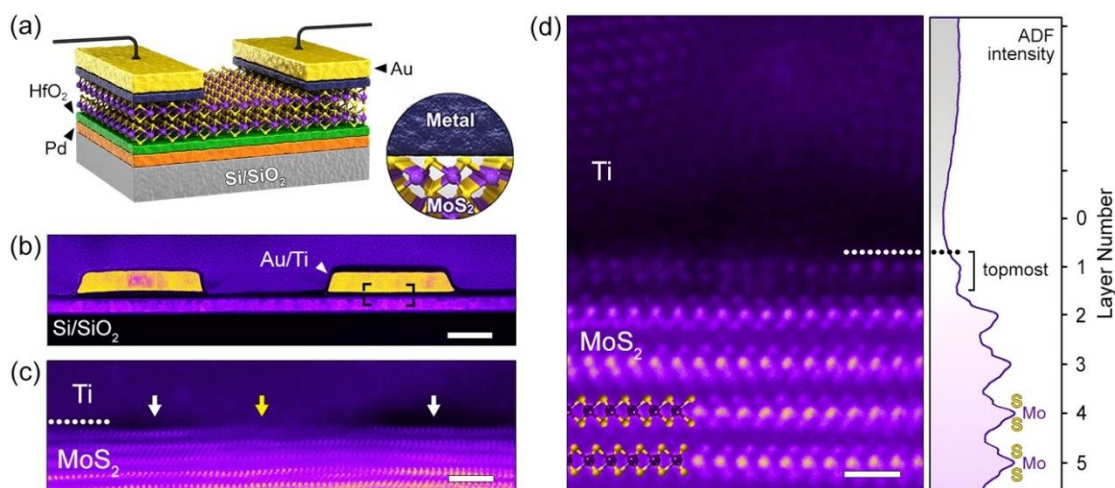 (a)
Au
HfO₂
Pd
Metal
MoS₂
Si/SiO₂
(b)
Au/Ti
Si/SiO₂
(c)
Ti
MoS₂
(d)
Ti
MoS₂
ADF
intensity
0
topmost
1
2
3
S
4
Mo
S
S
5
Mo
S
Layer Number